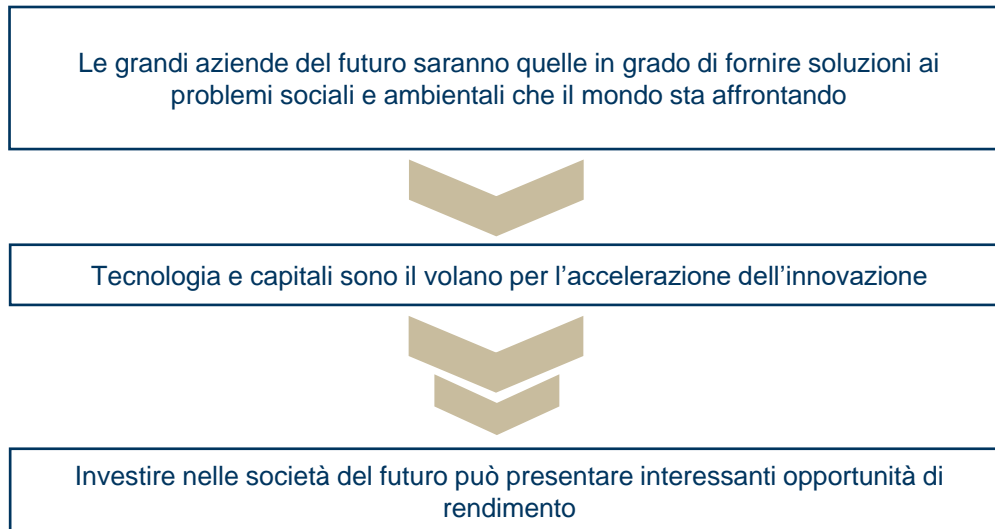 Le grandi aziende del futuro saranno quelle in grado di fornire soluzioni ai
problemi sociali e ambientali che il mondo sta affrontando
Tecnologia e capitali sono il volano per l’accelerazione dell’innovazione
Investire nelle società del futuro può presentare interessanti opportunità di
rendimento